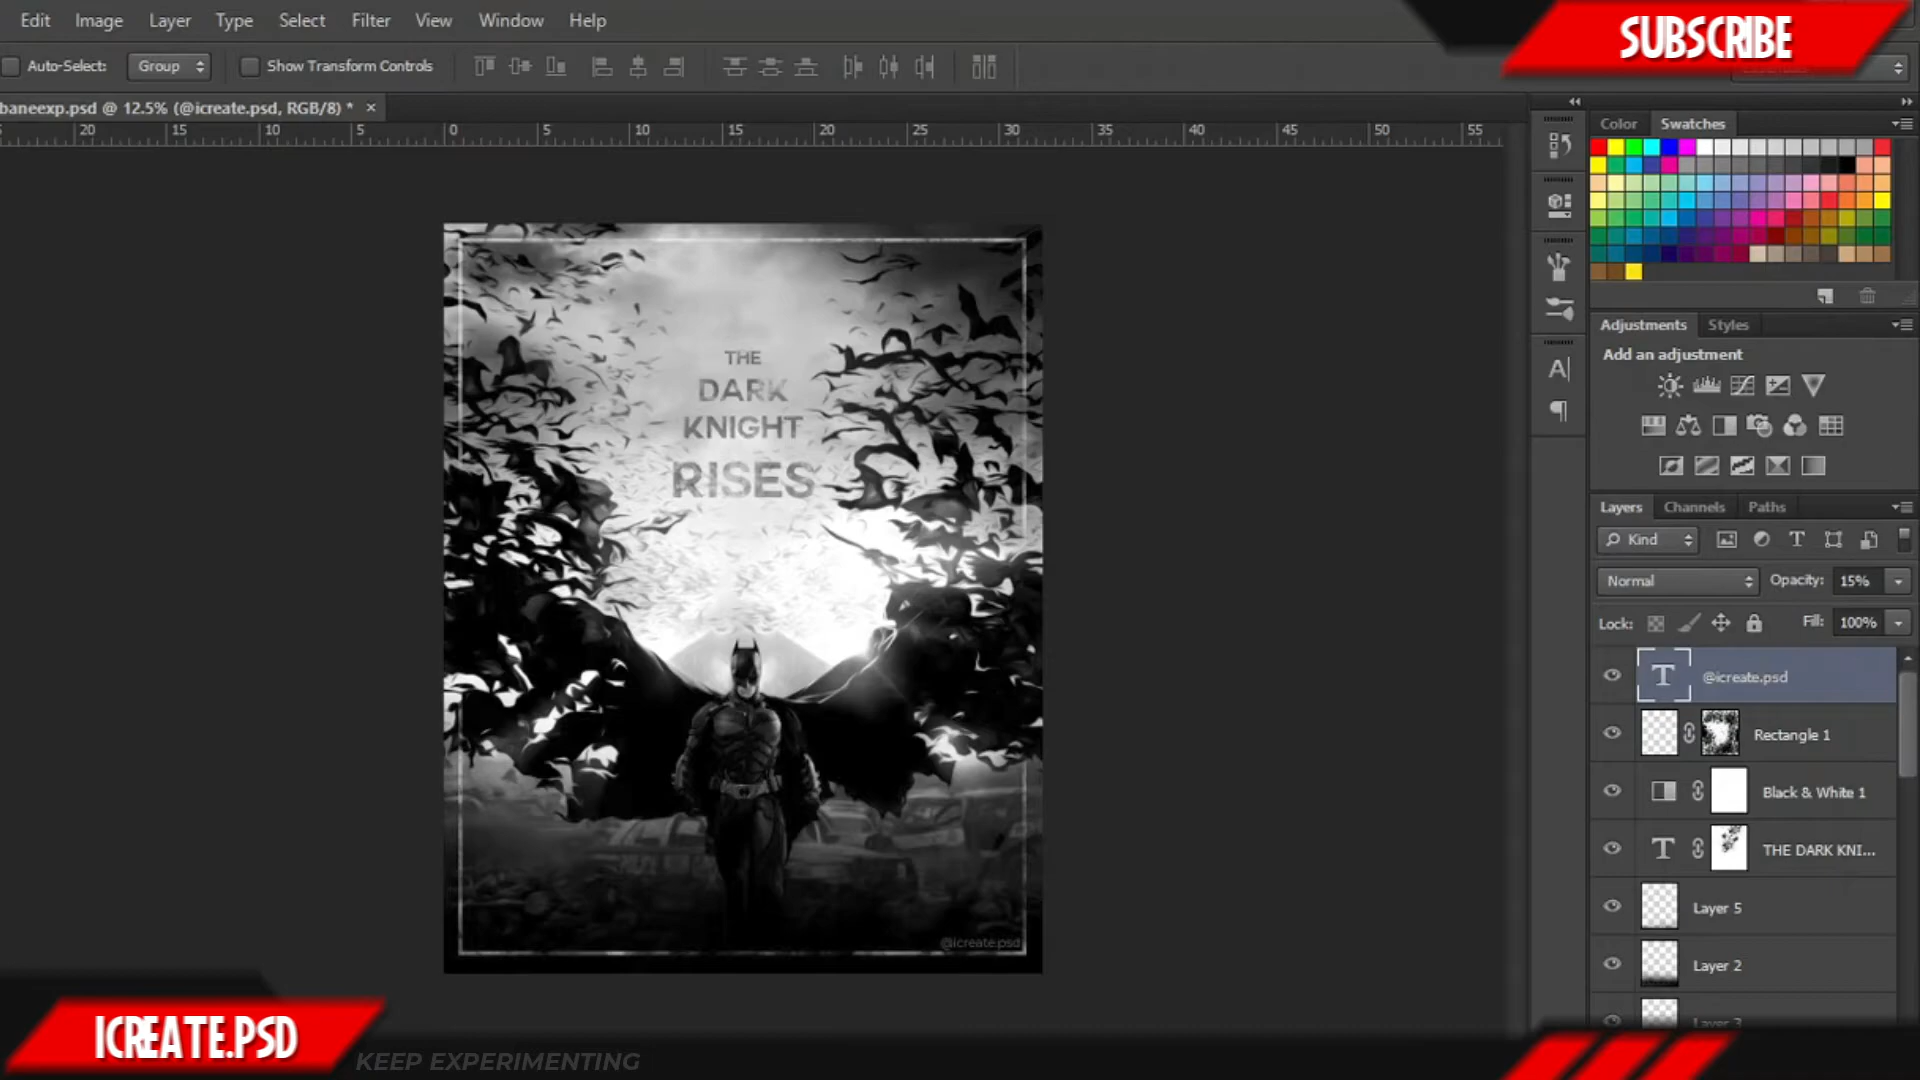 Edit Image Layer Type Select Filter View Window Help
SUBSCRIBE
Auto-Select: Group Show Transform Controls
baneexp.psd @ 12.5% (@icreate.psd, RGB/8) * ×
20 15 10 5 0 5 10 15 20 25 30 35 40 45 50 55
Color Swatches
Adjustments Styles
Add an adjustment
THE
DARK
KNIGHT
RISES
Layers Channels Paths
Kind
Normal Opacity: 15%
Lock: Fill: 100%
@icreate.psd
Rectangle 1
Black & White 1
THE DARK KNI...
Layer 5
Layer 2
Layer 3
@icreate.psd
ICREATE.PSD
KEEP EXPERIMENTING